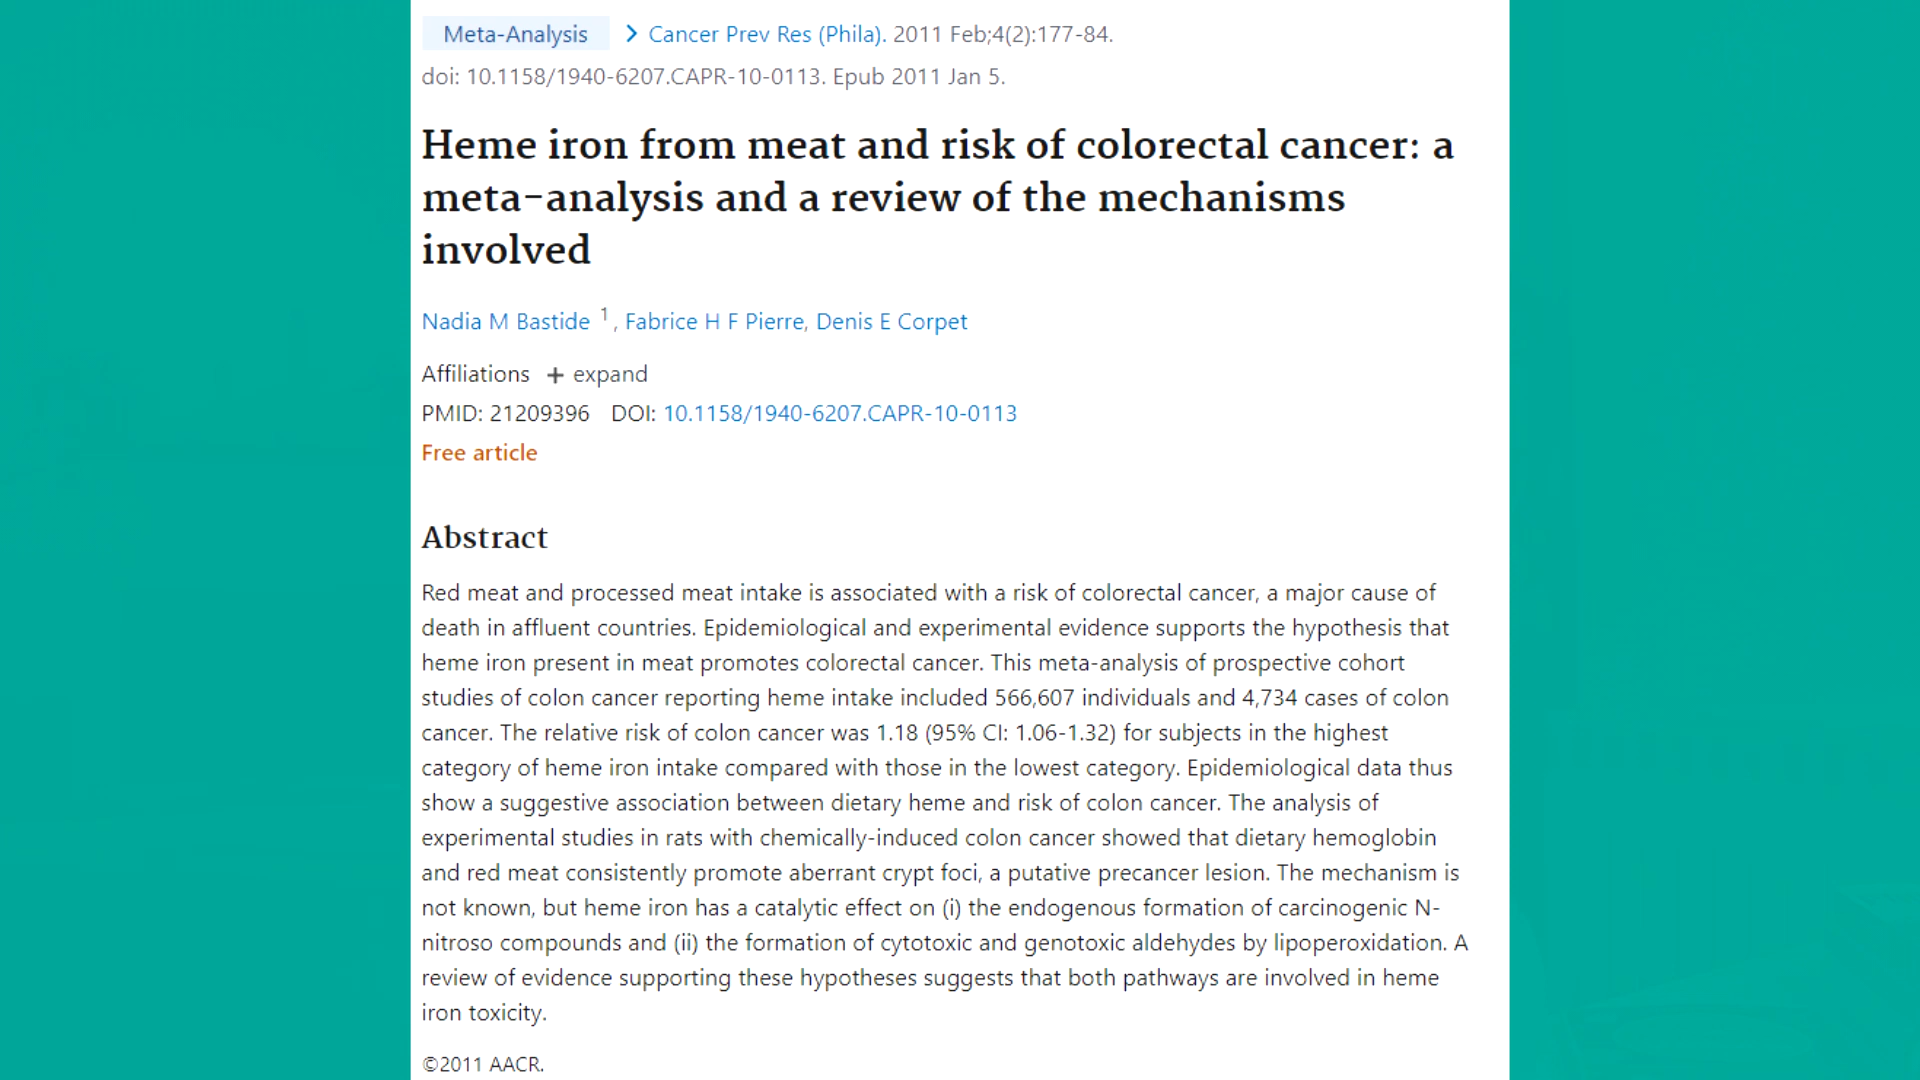 Meta-Analysis > Cancer Prev Res (Phila). 2011 Feb;4(2):177-84.
doi: 10.1158/1940-6207.CAPR-10-0113. Epub 2011 Jan 5.
Heme iron from meat and risk of colorectal cancer: a
meta-analysis and a review of the mechanisms
involved
Nadia M Bastide 1, Fabrice H F Pierre, Denis E Corpet
Affiliations + expand
PMID: 21209396 DOI: 10.1158/1940-6207.CAPR-10-0113
Free article
Abstract
Red meat and processed meat intake is associated with a risk of colorectal cancer, a major cause of
death in affluent countries. Epidemiological and experimental evidence supports the hypothesis that
heme iron present in meat promotes colorectal cancer. This meta-analysis of prospective cohort
studies of colon cancer reporting heme intake included 566,607 individuals and 4,734 cases of colon
cancer. The relative risk of colon cancer was 1.18 (95% CI: 1.06-1.32) for subjects in the highest
category of heme iron intake compared with those in the lowest category. Epidemiological data thus
show a suggestive association between dietary heme and risk of colon cancer. The analysis of
experimental studies in rats with chemically-induced colon cancer showed that dietary hemoglobin
and red meat consistently promote aberrant crypt foci, a putative precancer lesion. The mechanism is
not known, but heme iron has a catalytic effect on (i) the endogenous formation of carcinogenic N-
nitroso compounds and (ii) the formation of cytotoxic and genotoxic aldehydes by lipoperoxidation. A
review of evidence supporting these hypotheses suggests that both pathways are involved in heme
iron toxicity.
©2011 AACR.